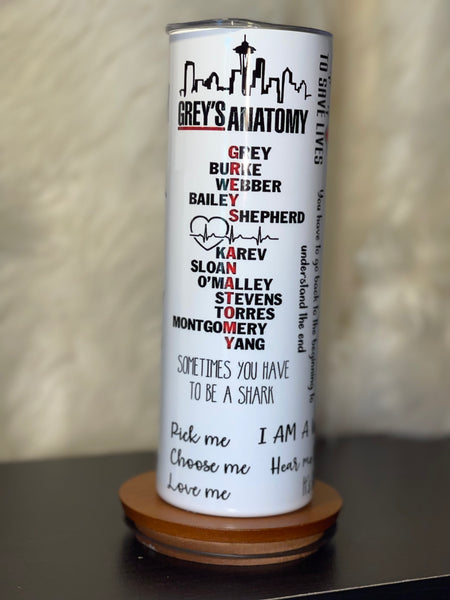 GREY'S ANATOMY
GREY
BURKE
WEBBER
BAILEY
SHEPHERD
KAREV
SLOAN
O'MALLEY
STEVENS
TORRES
MONTGOMERY
YANG
SOMETIMES YOU HAVE
TO BE A SHARK
Pick me
Choose me
Love me
I AM A
Hear me
TO SAVE LIVES
You have to go back to the beginning to
understand the end